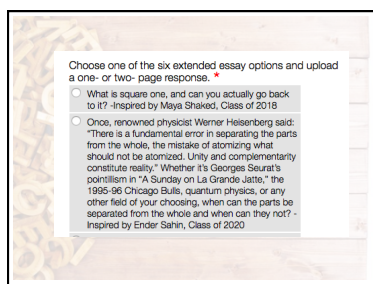 Choose one of the six extended essay options and upload
a one- or two- page response. *
What is square one, and can you actually go back
to it? -Inspired by Maya Shaked, Class of 2018
Once, renowned physicist Werner Heisenberg said:
“There is a fundamental error in separating the parts
from the whole, the mistake of atomizing what
should not be atomized. Unity and complementarity
constitute reality.” Whether it’s Georges Seurat’s
pointillism in “A Sunday on La Grande Jatte,” the
1995-96 Chicago Bulls, quantum physics, or any
other field of your choosing, when can the parts be
separated from the whole and when can they not? -
Inspired by Ender Sahin, Class of 2020